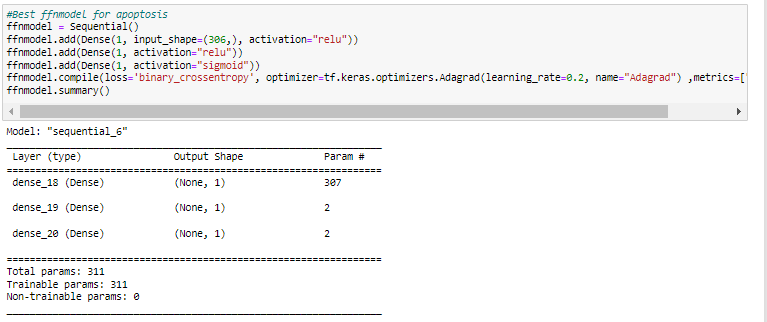 #Best ffnmodel for apoptosis
ffnmodel = Sequential()
ffnmodel.add(Dense(1, input_shape=(306,), activation="relu"))
ffnmodel.add(Dense(1, activation="relu"))
ffnmodel.add(Dense(1, activation="sigmoid"))
ffnmodel.compile(loss='binary_crossentropy', optimizer=tf.keras.optimizers.Adagrad(learning_rate=0.2, name="Adagrad") ,metrics=['
ffnmodel.summary()
Model: "sequential_6"
Layer (type) Output Shape Param #
dense_18 (Dense) (None, 1) 307
dense_19 (Dense) (None, 1) 2
dense_20 (Dense) (None, 1) 2
Total params: 311
Trainable params: 311
Non-trainable params: 0